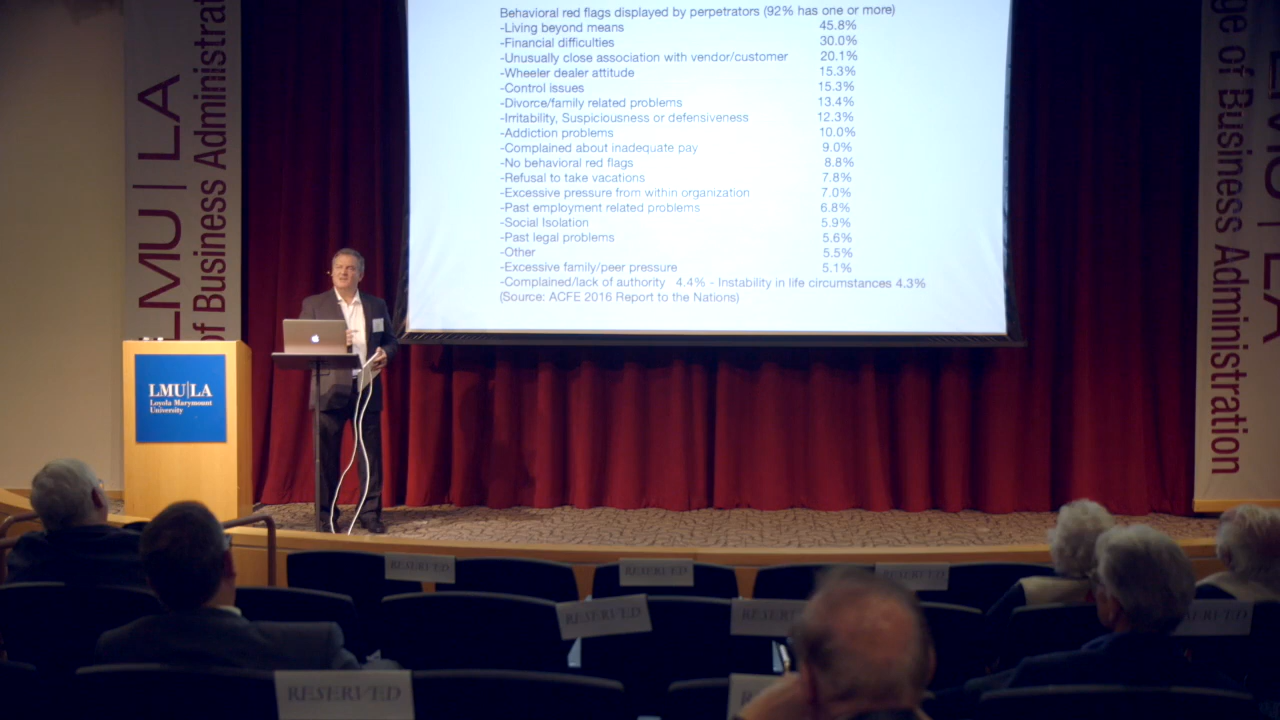 Behavioral red flags displayed by perpetrators (92% has one or more)
-Living beyond means 45.8%
-Financial difficulties 30.0%
-Unusually close association with vendor/customer 20.1%
-Wheeler dealer attitude 15.3%
-Control issues 15.3%
-Divorce/family related problems 13.4%
-Irritability, Suspiciousness or defensiveness 12.3%
-Addiction problems 10.0%
-Complained about inadequate pay 9.0%
-No behavioral red flags 8.8%
-Refusal to take vacations 7.8%
-Excessive pressure from within organization 7.0%
-Past employment related problems 6.8%
-Social Isolation 5.9%
-Past legal problems 5.6%
-Other 5.5%
-Excessive family/peer pressure 5.1%
-Complained/lack of authority 4.4% - Instability in life circumstances 4.3%
(Source: ACFE 2016 Report to the Nations)
LMU | LA
of Business Administrat
LMU|LA
Loyola Marymount
University
LMU | LA
ge of Business Administration
RESERVED
RESERVED
RESERVED
RESERVED
RESERVED
RESERVED
RESERVED